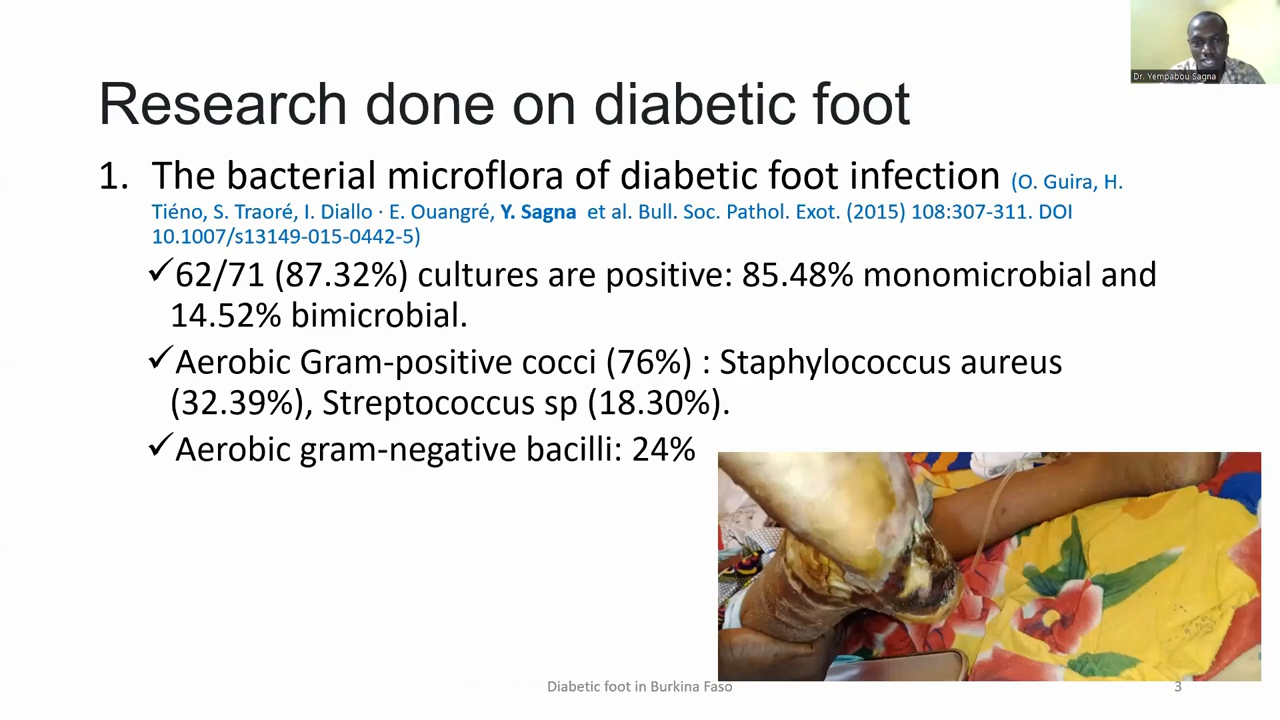 Dr. Yempabou Sagna
Research done on diabetic foot
1. The bacterial microflora of diabetic foot infection (O. Guira, H.
Tiéno, S. Traoré, I. Diallo · E. Ouangré, Y. Sagna et al. Bull. Soc. Pathol. Exot. (2015) 108:307-311. DOI
10.1007/s13149-015-0442-5)
✓62/71 (87.32%) cultures are positive: 85.48% monomicrobial and
14.52% bimicrobial.
✓Aerobic Gram-positive cocci (76%) : Staphylococcus aureus
(32.39%), Streptococcus sp (18.30%).
✓Aerobic gram-negative bacilli: 24%
Diabetic foot in Burkina Faso
3